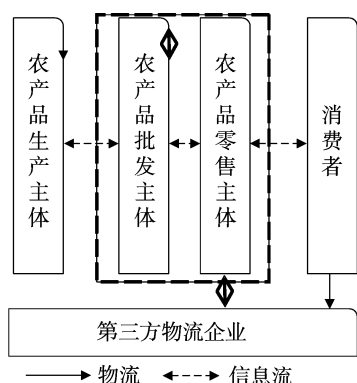 农产品生产主体
农产品批发主体
农产品零售主体
消费者
第三方物流企业
物流
信息流